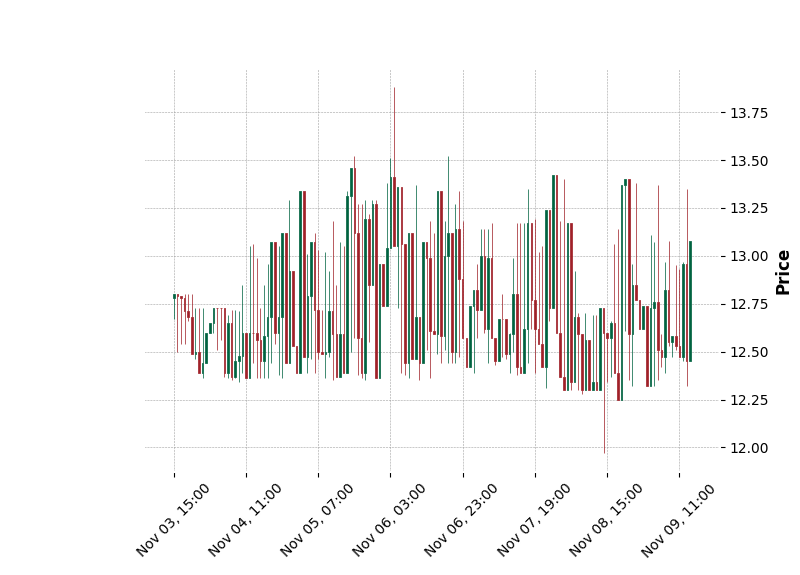 13.75
13.50
13.25
13.00
12.75
12.50
12.25
12.00
Price
Nov 03, 15:00
Nov 04, 11:00
Nov 05, 07:00
Nov 06, 03:00
Nov 06, 23:00
Nov 07, 19:00
Nov 08, 15:00
Nov 09, 11:00